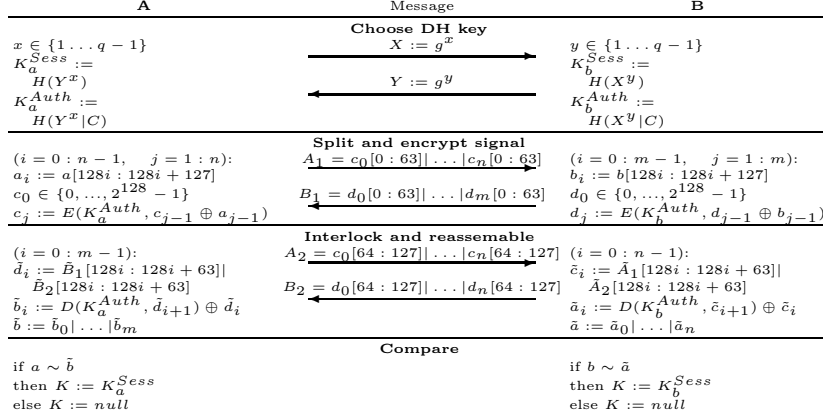 A Message B
Choose DH key
x ∈ {1 . . . q − 1} X := g^x y ∈ {1 . . . q − 1}
K_a^{Sess} := K_b^{Sess} :=
H(Y^x) Y := g^y H(X^y)
K_a^{Auth} := K_b^{Auth} :=
H(Y^x|C) H(X^y|C)
Split and encrypt signal
(i = 0 : n − 1, j = 1 : n): A_1 = c_0[0 : 63]| . . . |c_n[0 : 63] (i = 0 : m − 1, j = 1 : m):
a_i := a[128i : 128i + 127] b_i := b[128i : 128i + 127]
c_0 ∈ {0, ..., 2^{128} − 1} B_1 = d_0[0 : 63]| . . . |d_m[0 : 63] d_0 ∈ {0, ..., 2^{128} − 1}
c_j := E(K_a^{Auth}, c_{j−1} ⊕ a_{j−1}) d_j := E(K_b^{Auth}, d_{j−1} ⊕ b_{j−1})
Interlock and reassemable
(i = 0 : m − 1): A_2 = c_0[64 : 127]| . . . |c_n[64 : 127] (i = 0 : n − 1):
d̃_i := B̃_1[128i : 128i + 63]| c̃_i := Ã_1[128i : 128i + 63]|
B̃_2[128i : 128i + 63] B_2 = d_0[64 : 127]| . . . |d_n[64 : 127] Ã_2[128i : 128i + 63]
b̃_i := D(K_a^{Auth}, d̃_{i+1}) ⊕ d̃_i ã_i := D(K_b^{Auth}, c̃_{i+1}) ⊕ c̃_i
b̃ := b̃_0| . . . |b̃_m ã := ã_0| . . . |ã_n
Compare
if a ∼ b̃ if b ∼ ã
then K := K_a^{Sess} then K := K_b^{Sess}
else K := null else K := null